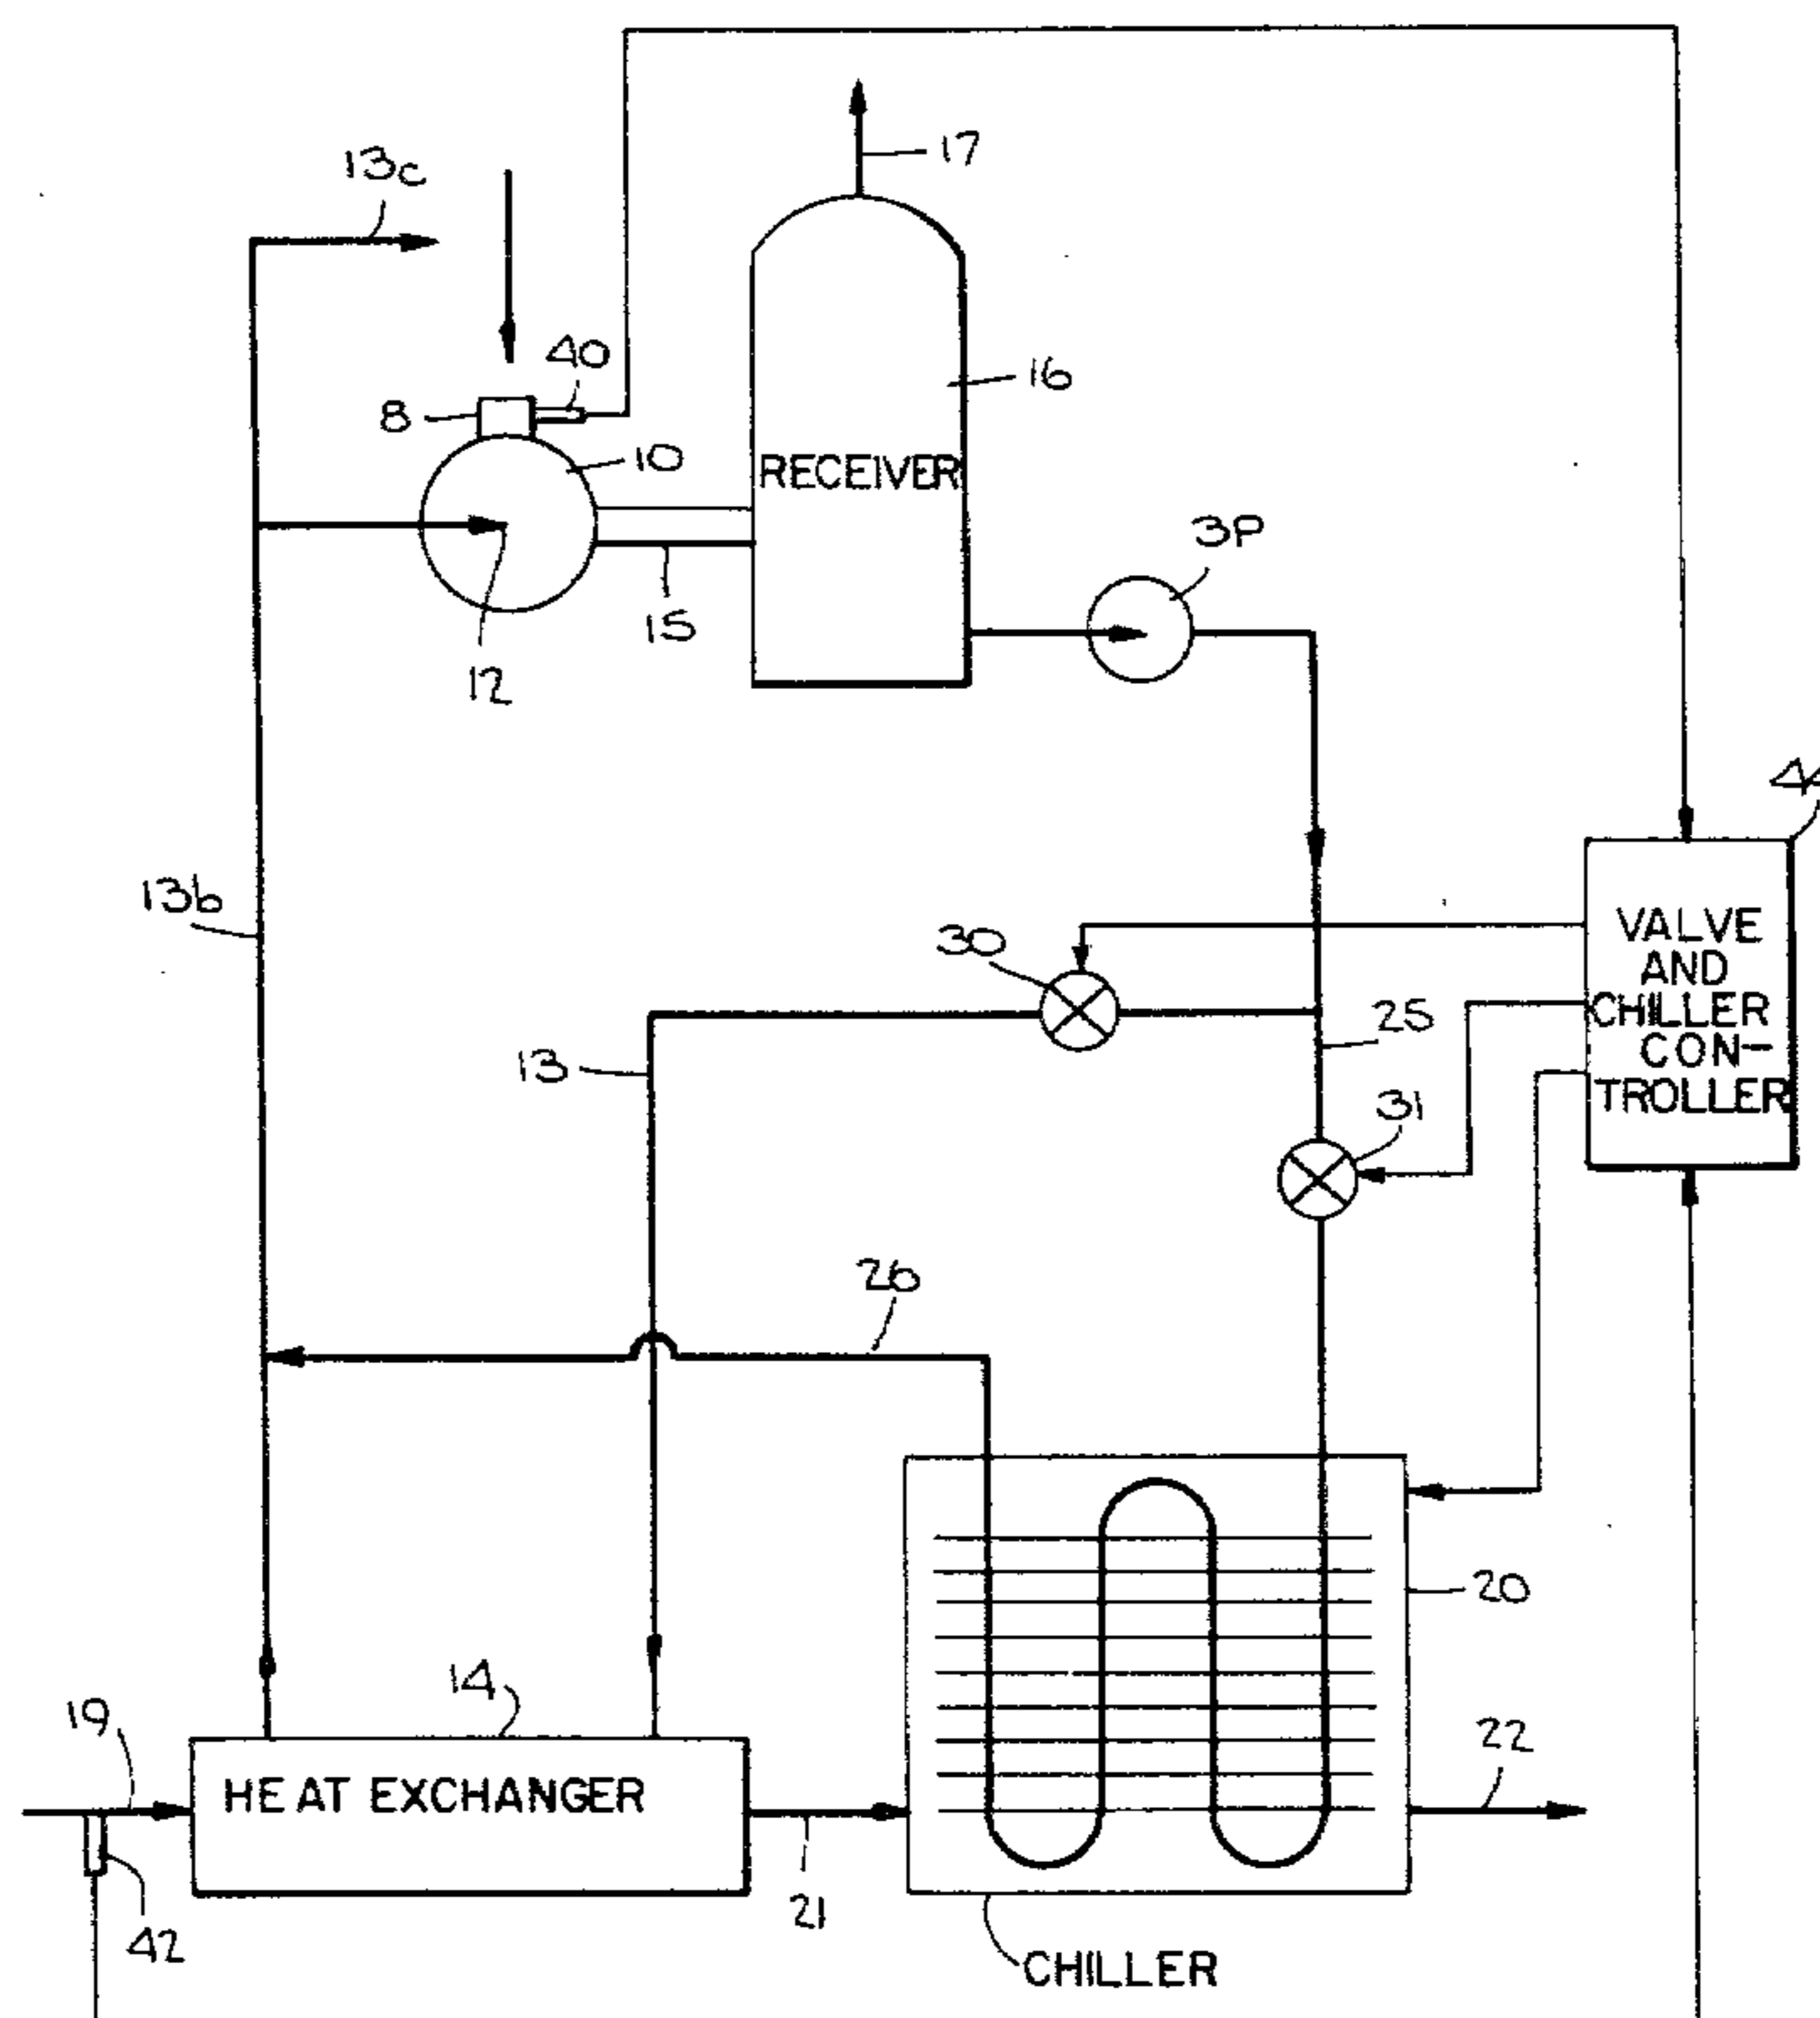 17
13c
40
16
8
10
RECEIVER
3P
15
12
44
13b
VALVE
AND
CHILLER
CON-
TROLLER
30
25
13
31
26
20
14
19
22
HEAT EXCHANGER
21
42
CHILLER